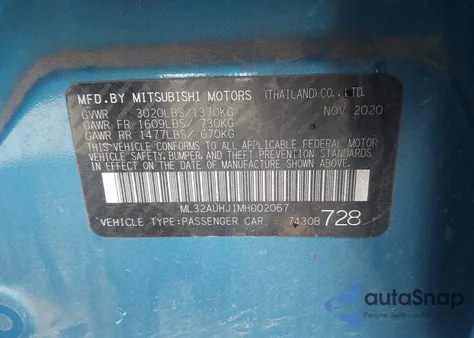 MFD.BY MITSUBISHI MOTORS (THAILAND)CO.,LTD.
GVWR 3020LBS/1370KG NOV 2020
GAWR FR 1609LBS/ 730KG
GAWR RR 1477LBS/ 670KG
THIS VEHICLE CONFORMS TO ALL APPLICABLE FEDERAL MOTOR
VEHICLE SAFETY, BUMPER, AND THEFT PREVENTION STANDARDS
IN EFFECT ON THE DATE OF MANUFACTURE SHOWN ABOVE.
ML32AUHJ1MH002067
VEHICLE TYPE:PASSENGER CAR 7430B 728
autoSnap